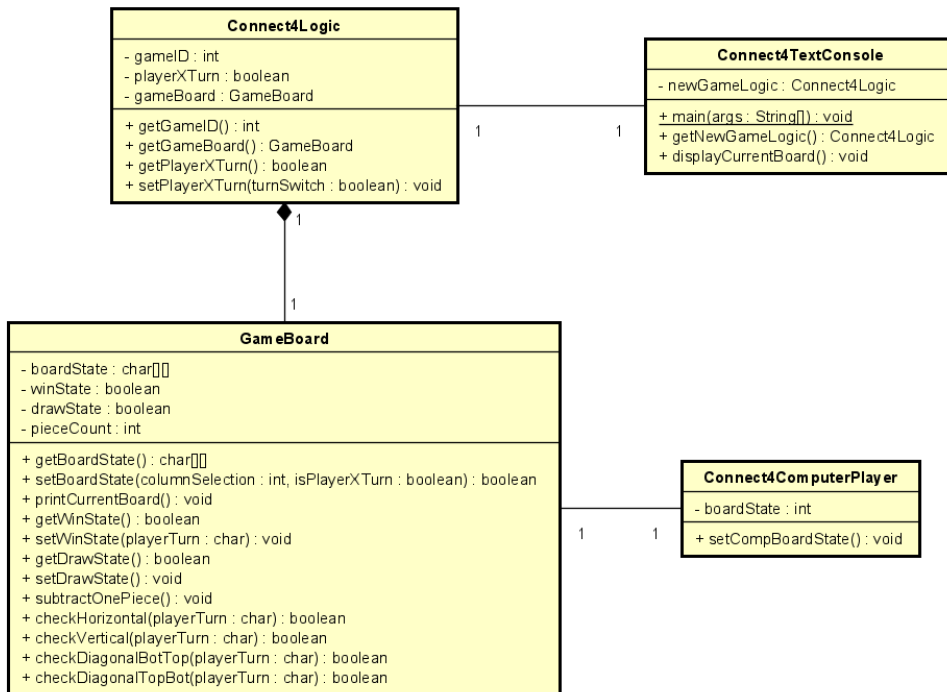 Connect4Logic
- gameID : int
- playerXTurn : boolean
- gameBoard : GameBoard
+ getGameID() : int
+ getGameBoard() : GameBoard
+ getPlayerXTurn() : boolean
+ setPlayerXTurn(turnSwitch : boolean) : void
1
1
Connect4TextConsole
- newGameLogic : Connect4Logic
+ main(args : String[]) : void
+ getNewGameLogic() : Connect4Logic
+ displayCurrentBoard() : void
1
1
GameBoard
- boardState : char[][]
- winState : boolean
- drawState : boolean
- pieceCount : int
+ getBoardState() : char[][]
+ setBoardState(columnSelection : int, isPlayerXTurn : boolean) : boolean
+ printCurrentBoard() : void
+ getWinState() : boolean
+ setWinState(playerTurn : char) : void
+ getDrawState() : boolean
+ setDrawState() : void
+ subtractOnePiece() : void
+ checkHorizontal(playerTurn : char) : boolean
+ checkVertical(playerTurn : char) : boolean
+ checkDiagonalBotTop(playerTurn : char) : boolean
+ checkDiagonalTopBot(playerTurn : char) : boolean
1
1
Connect4ComputerPlayer
- boardState : int
+ setCompBoardState() : void